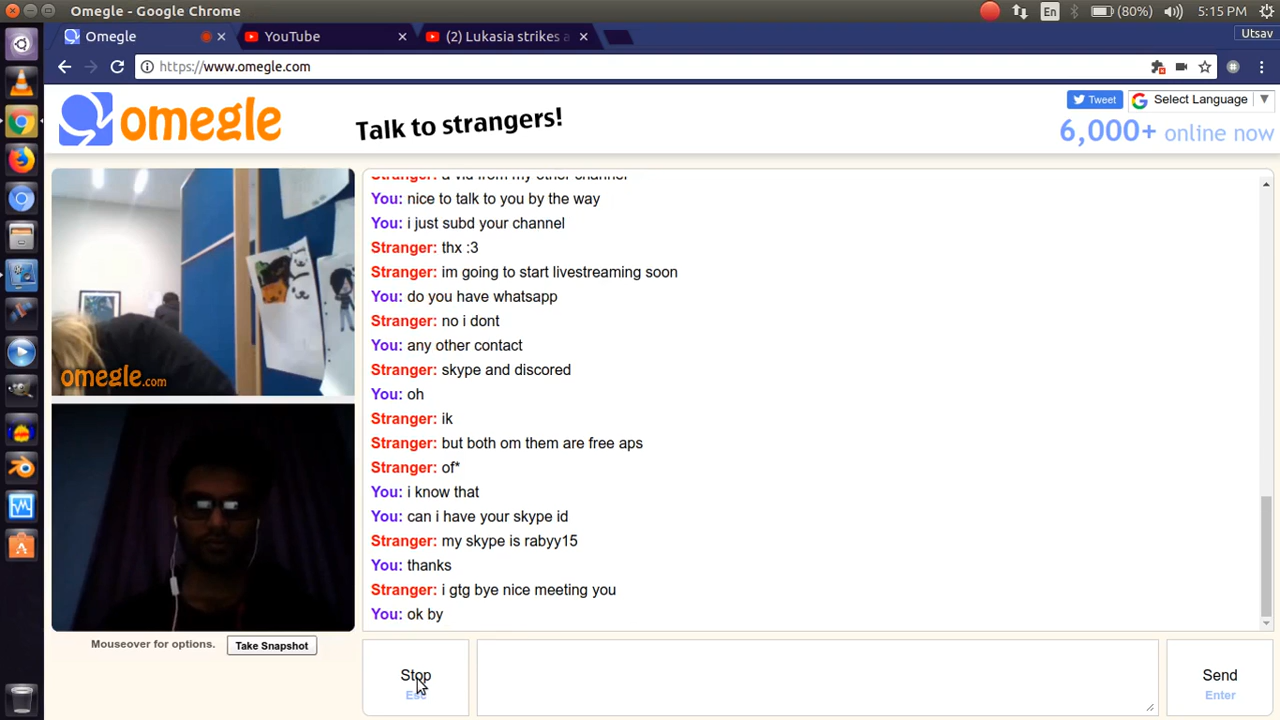 Omegle - Google Chrome
En (80%) 5:15 PM
Omegle
YouTube
(2) Lukasia strikes a
Utsav
https://www.omegle.com
omegle
Talk to strangers!
Tweet
Select Language
6,000+ online now
You: nice to talk to you by the way
You: i just subd your channel
Stranger: thx :3
Stranger: im going to start livestreaming soon
You: do you have whatsapp
Stranger: no i dont
You: any other contact
Stranger: skype and discored
You: oh
Stranger: ik
Stranger: but both om them are free aps
Stranger: of*
You: i know that
You: can i have your skype id
Stranger: my skype is rabyy15
You: thanks
Stranger: i gtg bye nice meeting you
You: ok by
omegle.com
Mouseover for options.
Take Snapshot
Stop
Esc
Send
Enter